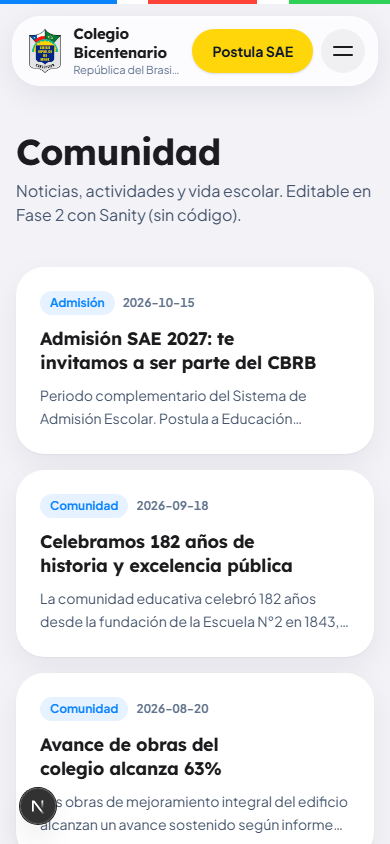 Colegio
Bicentenario
República del Brasi...
Postula SAE
Comunidad
Noticias, actividades y vida escolar. Editable en
Fase 2 con Sanity (sin código).
Admisión 2026-10-15
Admisión SAE 2027: te
invitamos a ser parte del CBRB
Periodo complementario del Sistema de
Admisión Escolar. Postula a Educación...
Comunidad 2026-09-18
Celebramos 182 años de
historia y excelencia pública
La comunidad educativa celebró 182 años
desde la fundación de la Escuela N°2 en 1843,...
Comunidad 2026-08-20
Avance de obras del
colegio alcanza 63%
obras de mejoramiento integral del edificio
alcanzan un avance sostenido según informe...
N